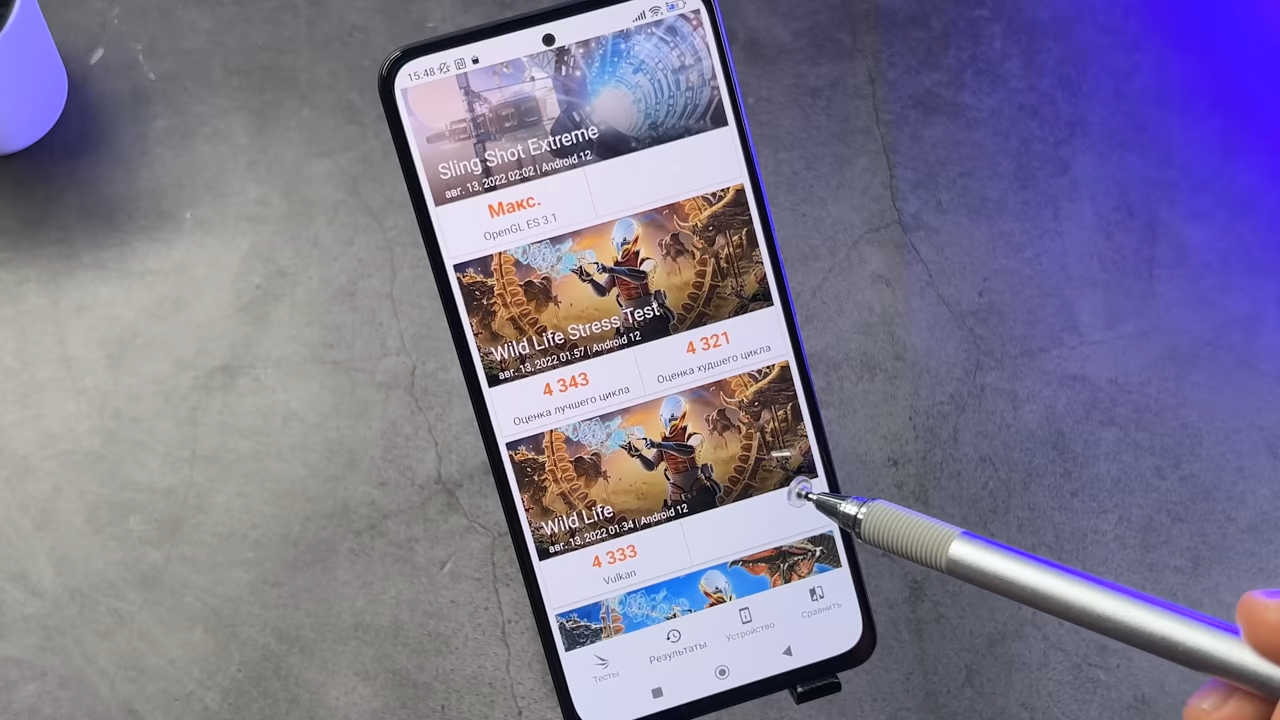 15:48
Sling Shot Extreme
авг. 13, 2022 02:02 | Android 12
Макс.
OpenGL ES 3.1
Wild Life Stress Test
авг. 13, 2022 01:57 | Android 12
4 343
Оценка лучшего цикла
4 321
Оценка худшего цикла
Wild Life
авг. 13, 2022 01:34 | Android 12
4 333
Vulkan
Тесты
Результаты
Устройство
Сравнить